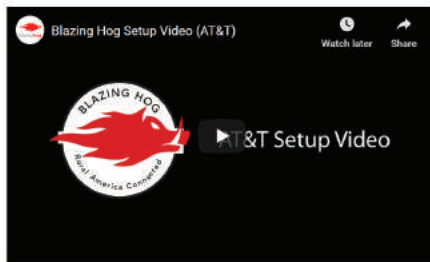 Blazing Hog Setup Video (AT&T)
Watch later
Share
BLAZING HOG
AT&T Setup Video
Rural America Connected